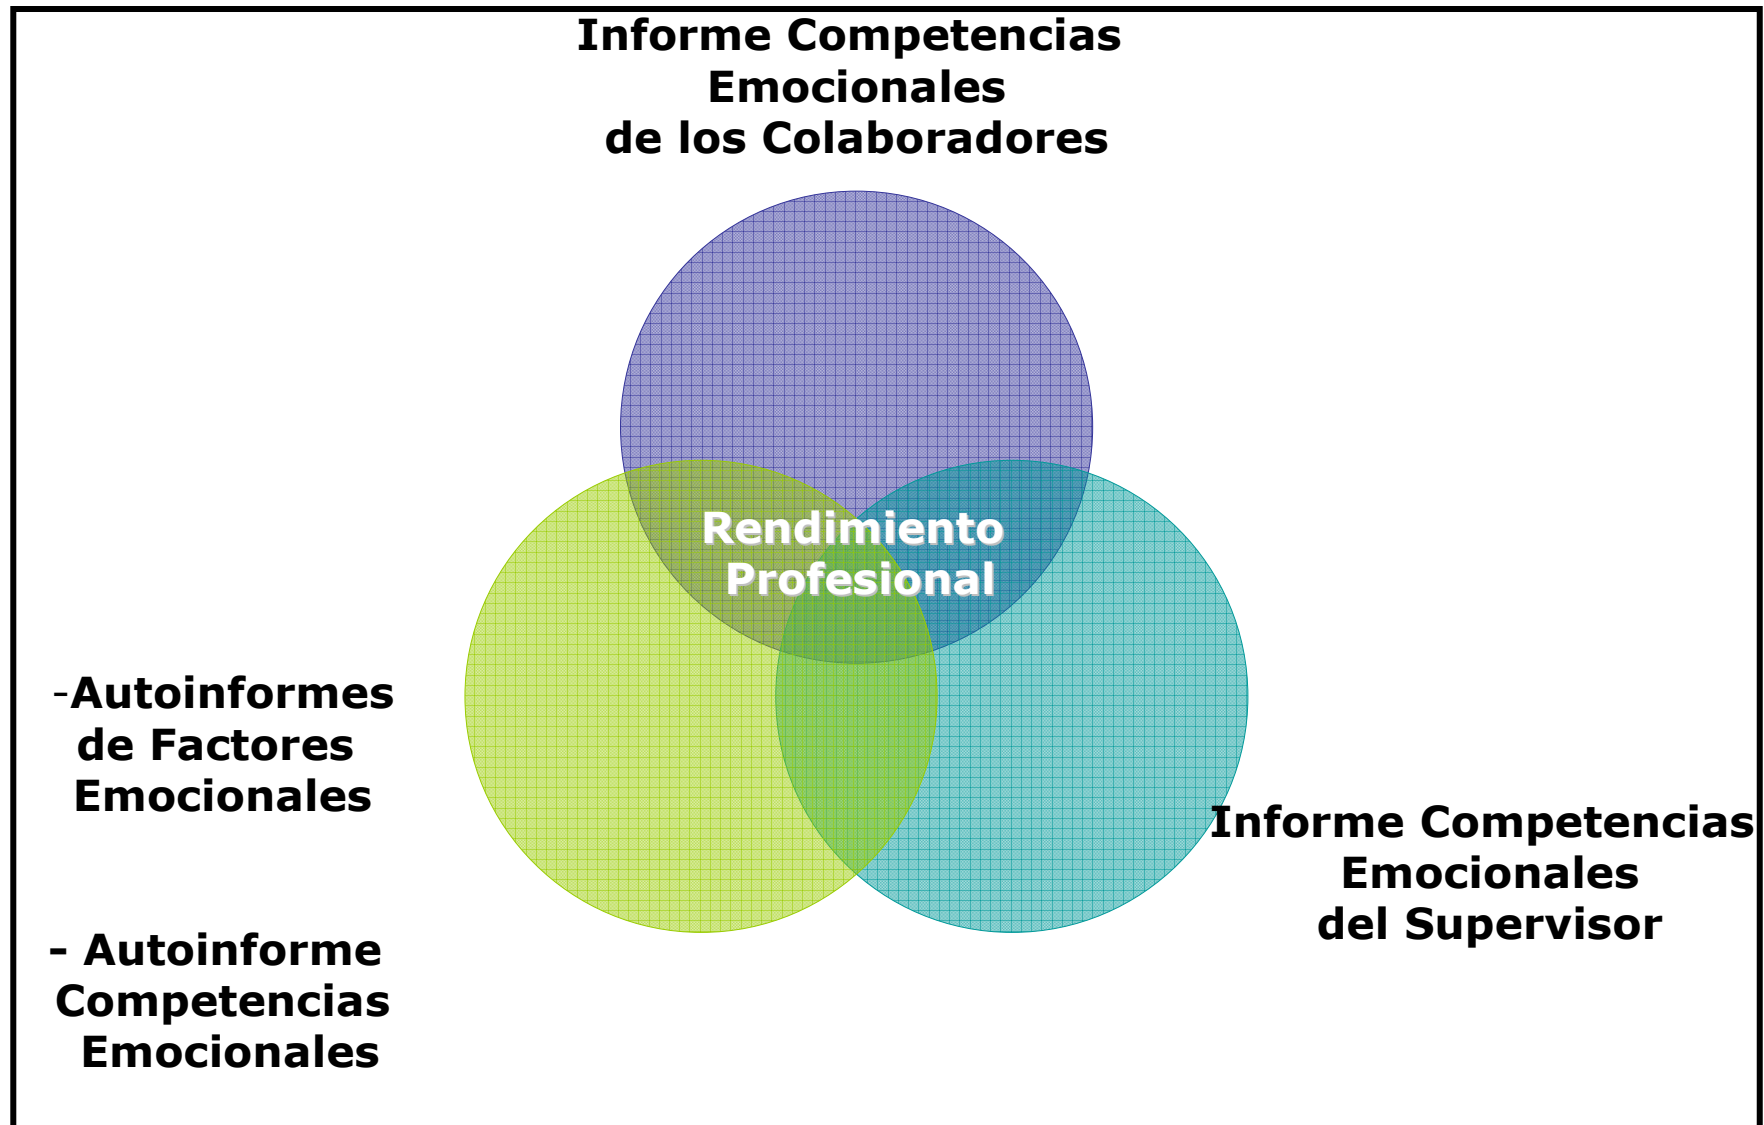 Informe Competencias
Emocionales
de los Colaboradores
Rendimiento
Profesional
-Autoinformes
de Factores
Emocionales
- Autoinforme
Competencias
Emocionales
Informe Competencias
Emocionales
del Supervisor